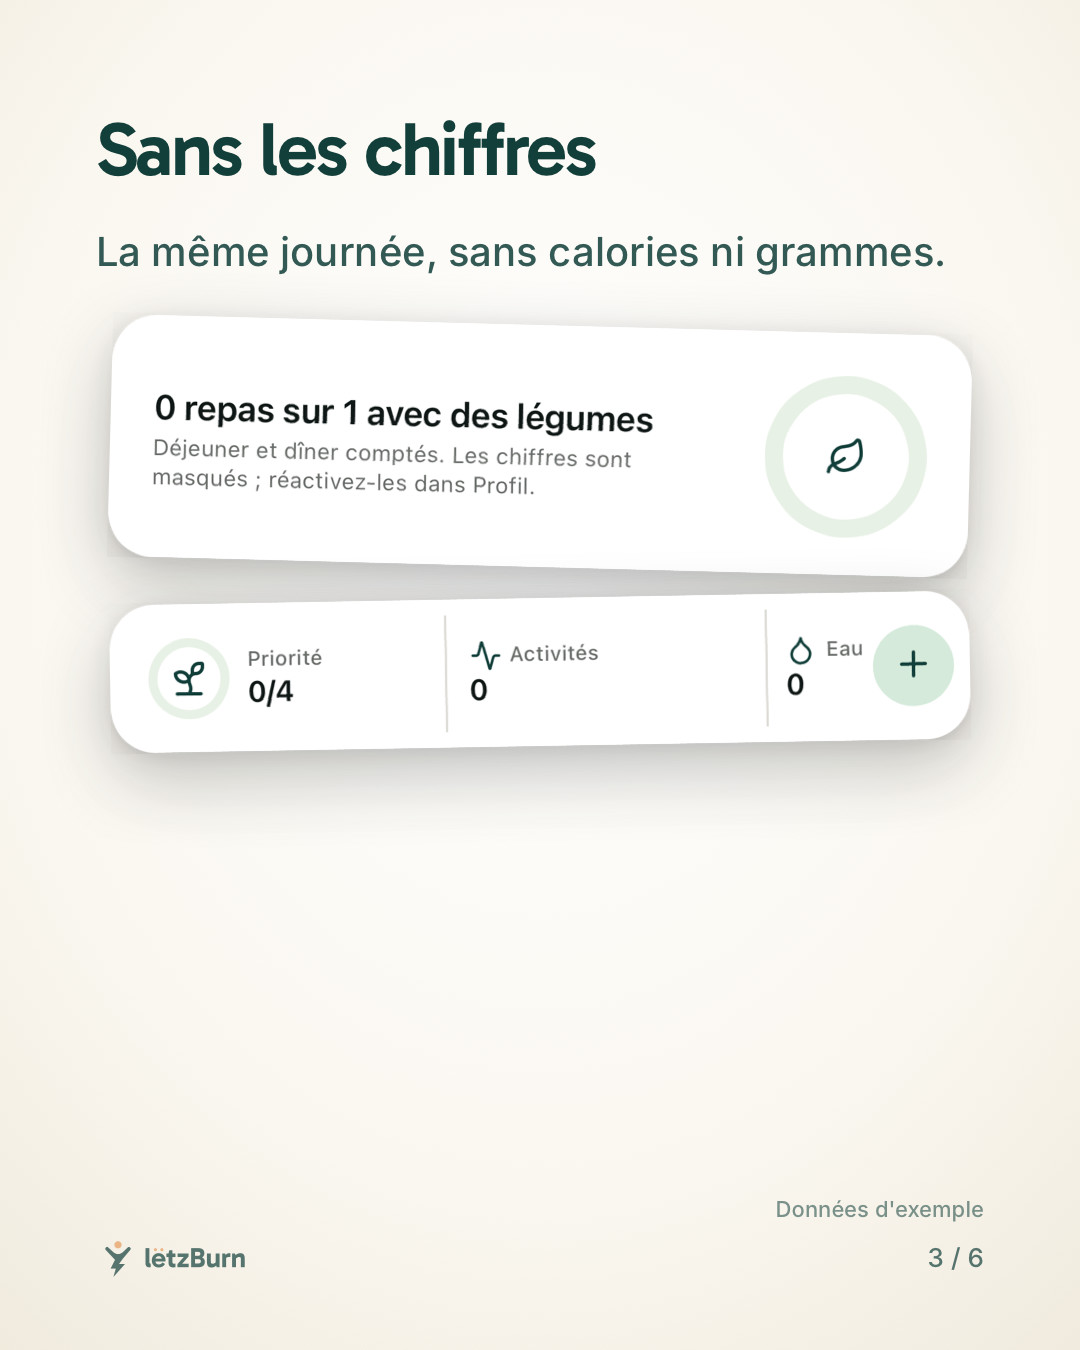 Sans les chiffres
La même journée, sans calories ni grammes.
0 repas sur 1 avec des légumes
Déjeuner et dîner comptés. Les chiffres sont
masqués ; réactivez-les dans Profil.
Priorité
0/4
Activités
0
Eau
0
Données d'exemple
lëtzBurn
3 / 6